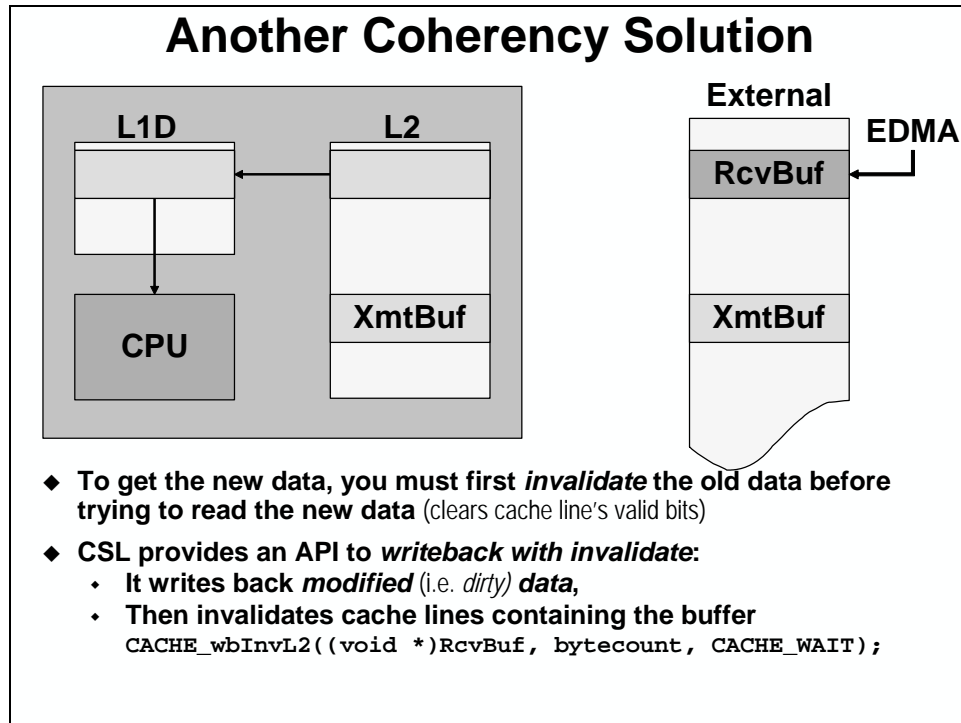 Another Coherency Solution
External
L1D L2
EDMA
RcvBuf
XmtBuf XmtBuf
CPU
◆ To get the new data, you must first invalidate the old data before
trying to read the new data (clears cache line's valid bits)
◆ CSL provides an API to writeback with invalidate:
◆ It writes back modified (i.e. dirty) data,
◆ Then invalidates cache lines containing the buffer
CACHE_wbInvL2((void *)RcvBuf, bytecount, CACHE_WAIT);